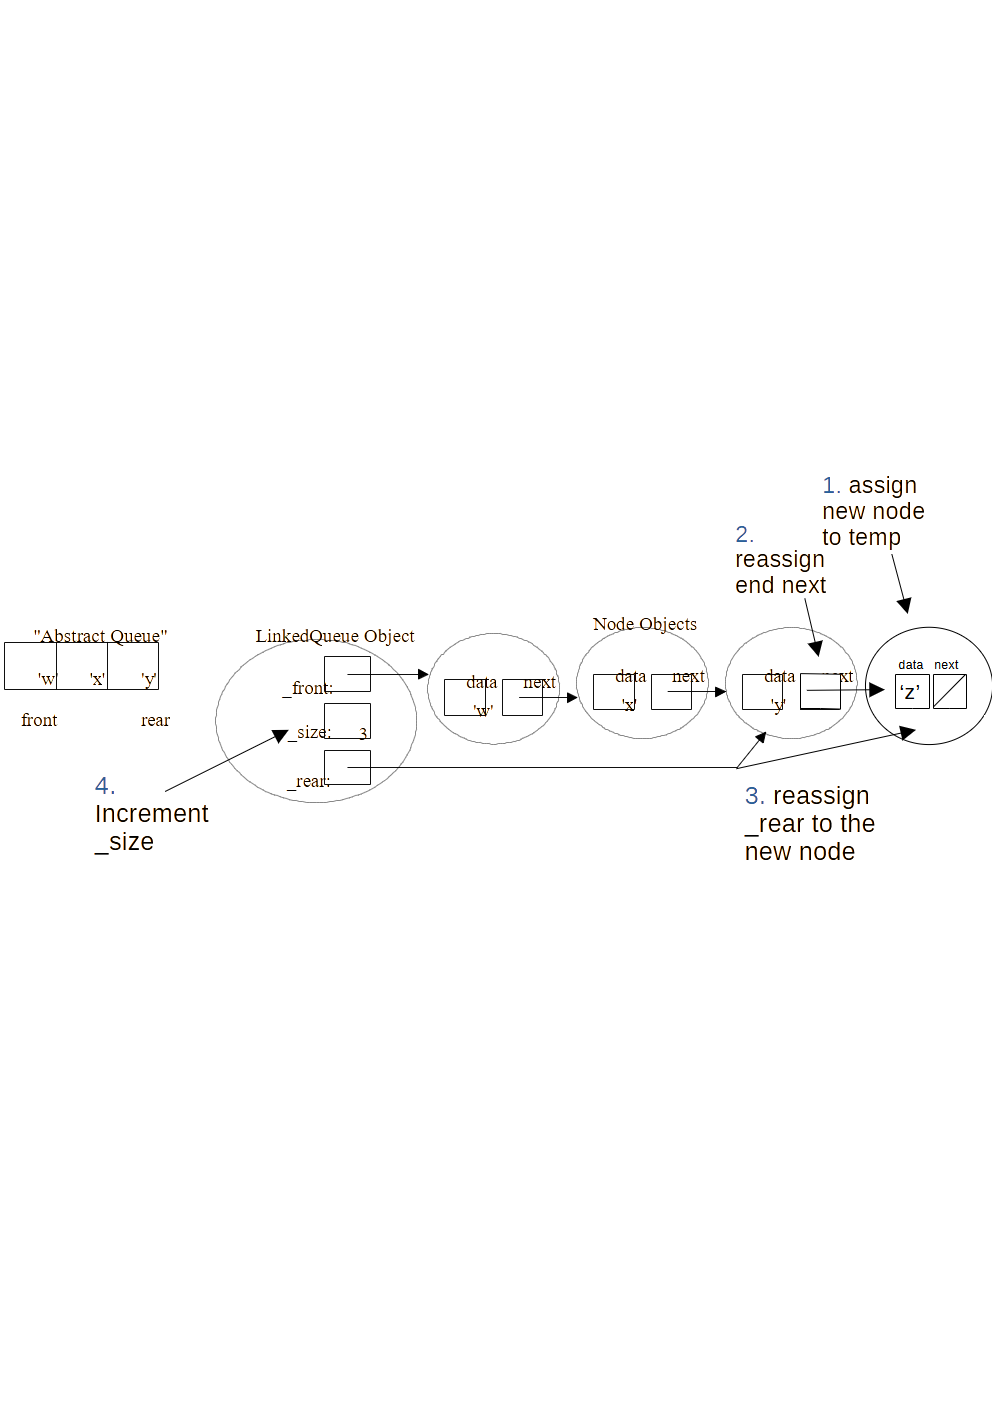 1. assign
new node
to temp
2.
reassign
end next
"Abstract Queue"
'w' 'x' 'y'
front rear
LinkedQueue Object
_front:
_size: 3
_rear:
Node Objects
data next
'w'
data next
'x'
data next
'y'
data next
‘z’
4.
Increment
_size
3. reassign
_rear to the
new node